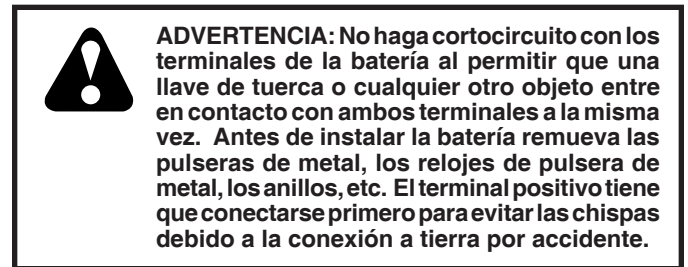 ADVERTENCIA: No haga cortocircuito con los
terminales de la batería al permitir que una
llave de tuerca o cualquier otro objeto entre
en contacto con ambos terminales a la misma
vez. Antes de instalar la batería remueva las
pulseras de metal, los relojes de pulsera de
metal, los anillos, etc. El terminal positivo tiene
que conectarse primero para evitar las chispas
debido a la conexión a tierra por accidente.